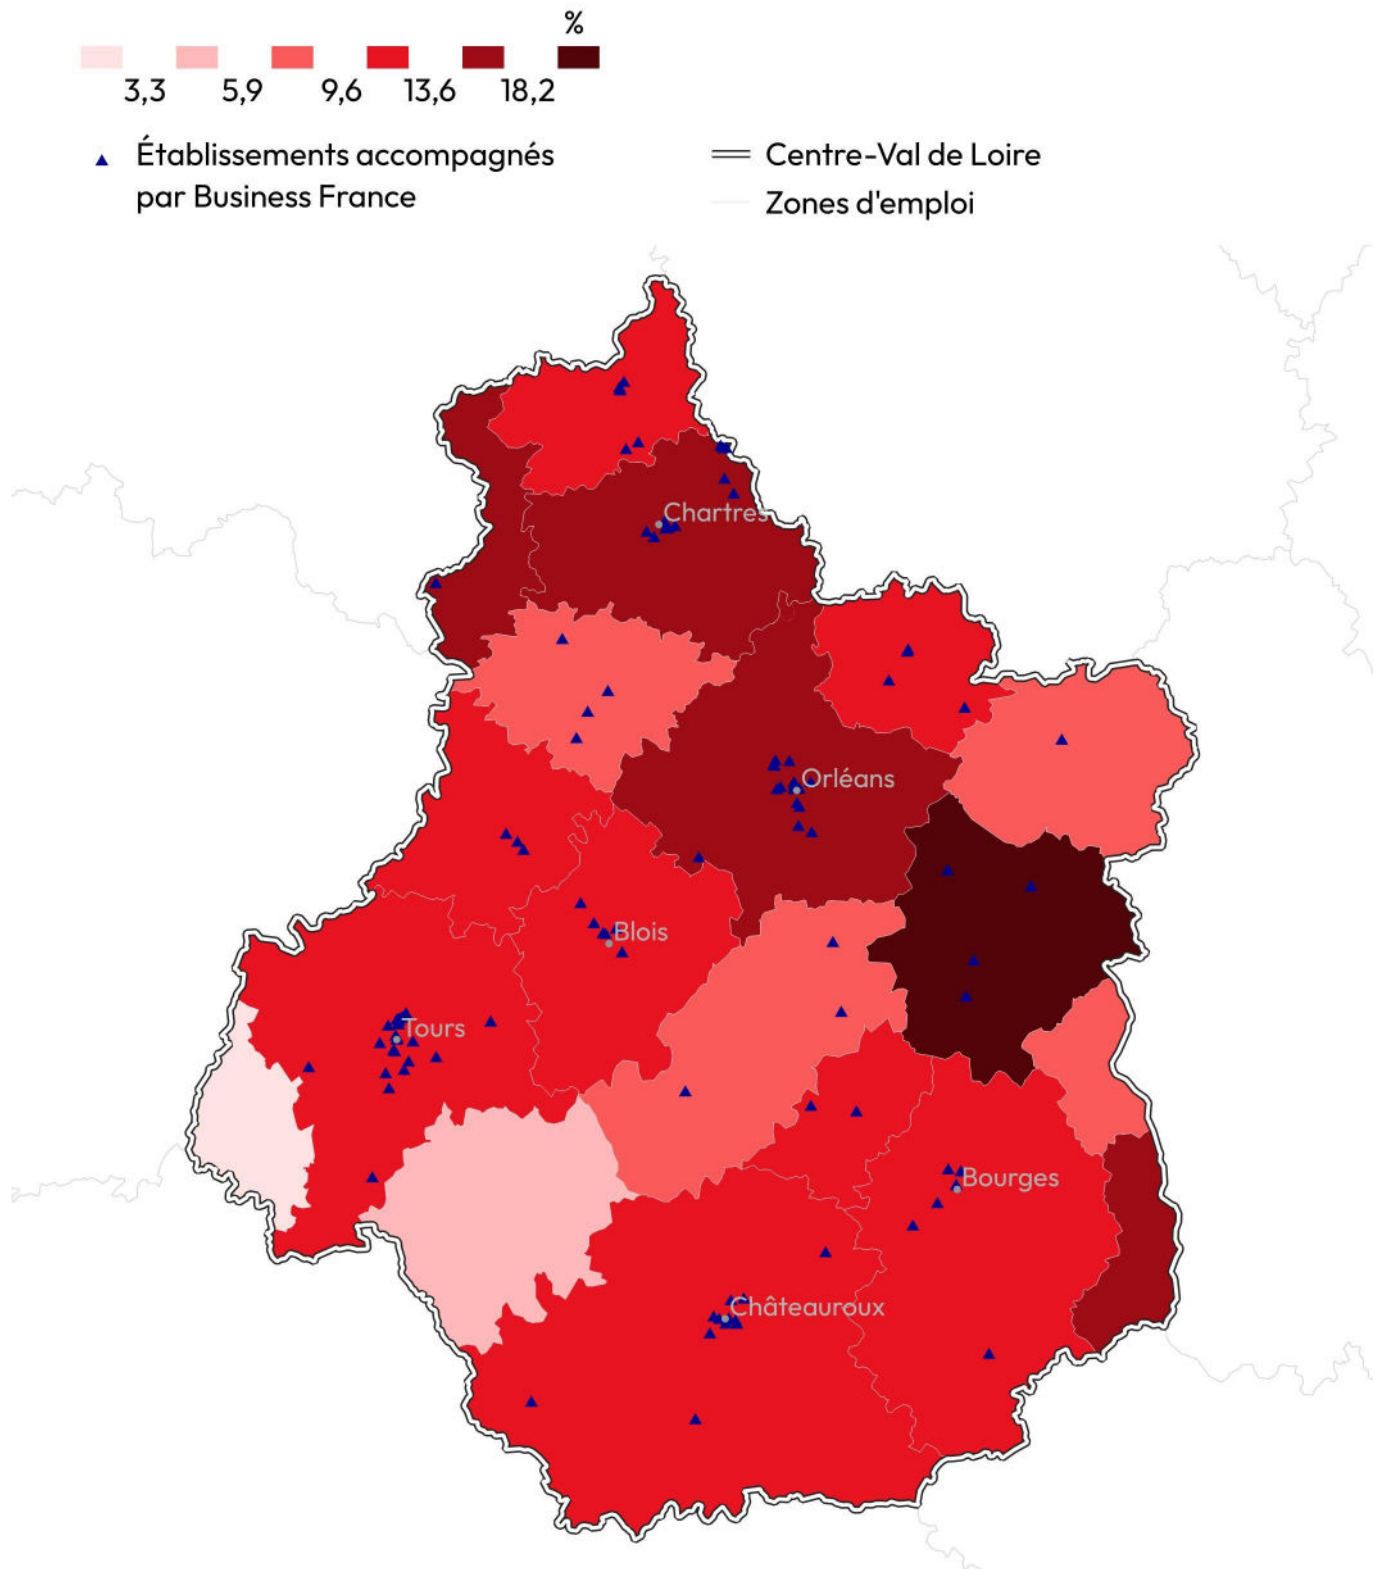 %
3,3 5,9 9,6 13,6 18,2
Établissements accompagnés
par Business France
Centre-Val de Loire
Zones d'emploi
Chartres
Orléans
Blois
Tours
Bourges
Châteauroux